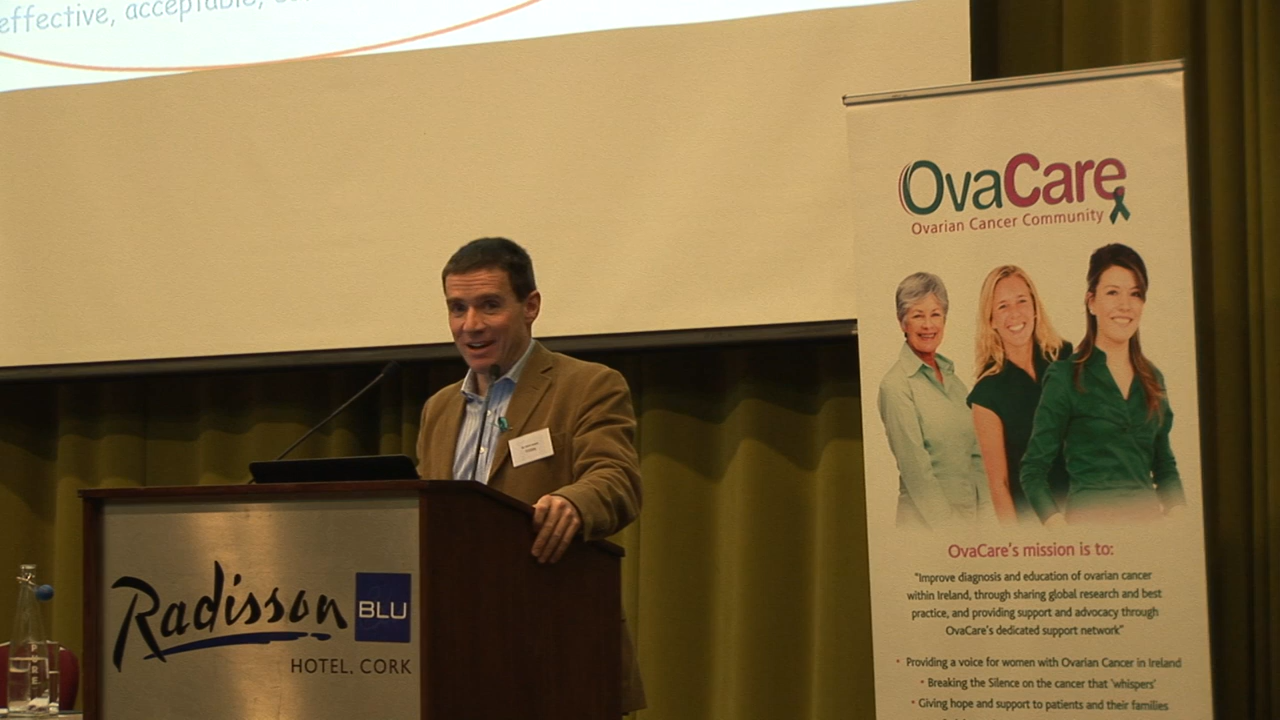 effective, acceptable,
OvaCare
Ovarian Cancer Community
OvaCare's mission is to:
"Improve diagnosis and education of ovarian cancer
within Ireland, through sharing global research and best
practice, and providing support and advocacy through
OvaCare's dedicated support network"
• Providing a voice for women with Ovarian Cancer in Ireland
• Breaking the Silence on the cancer that 'whispers'
• Giving hope and support to patients and their families
Radisson BLU
HOTEL, CORK
PURE